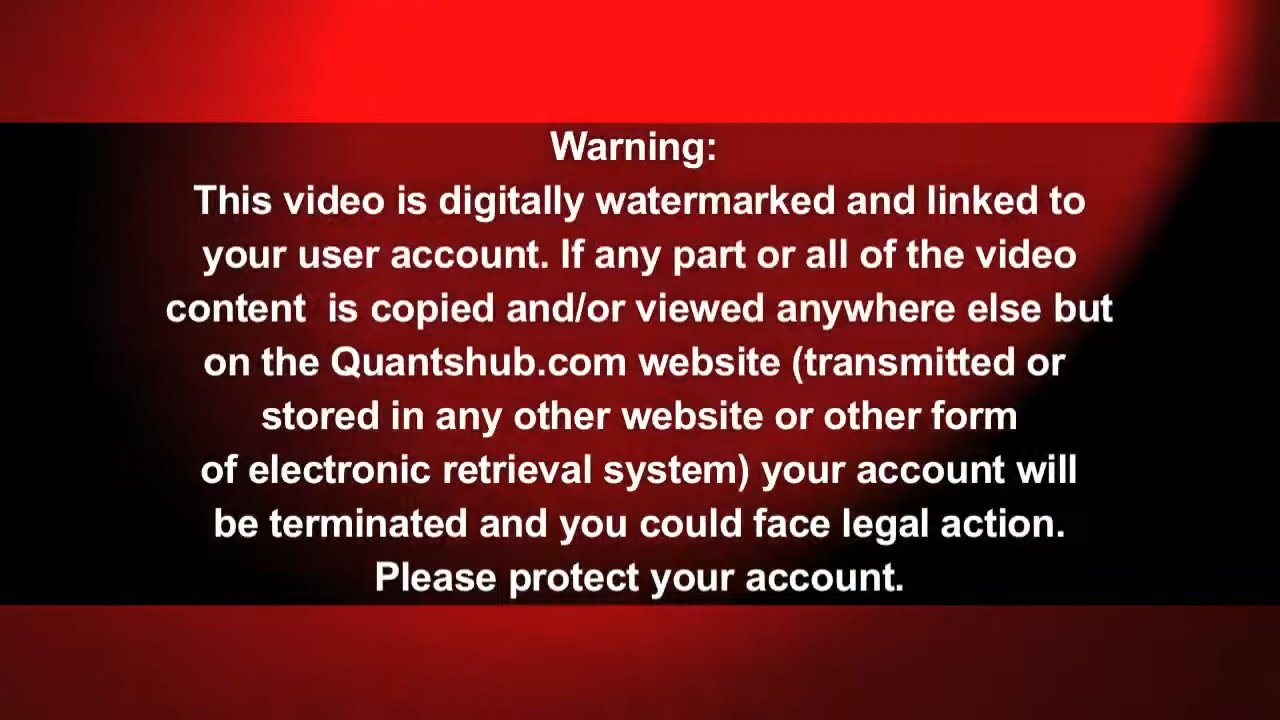 Warning:
This video is digitally watermarked and linked to
your user account. If any part or all of the video
content  is copied and/or viewed anywhere else but
on the Quantshub.com website (transmitted or
stored in any other website or other form
of electronic retrieval system) your account will
be terminated and you could face legal action.
Please protect your account.